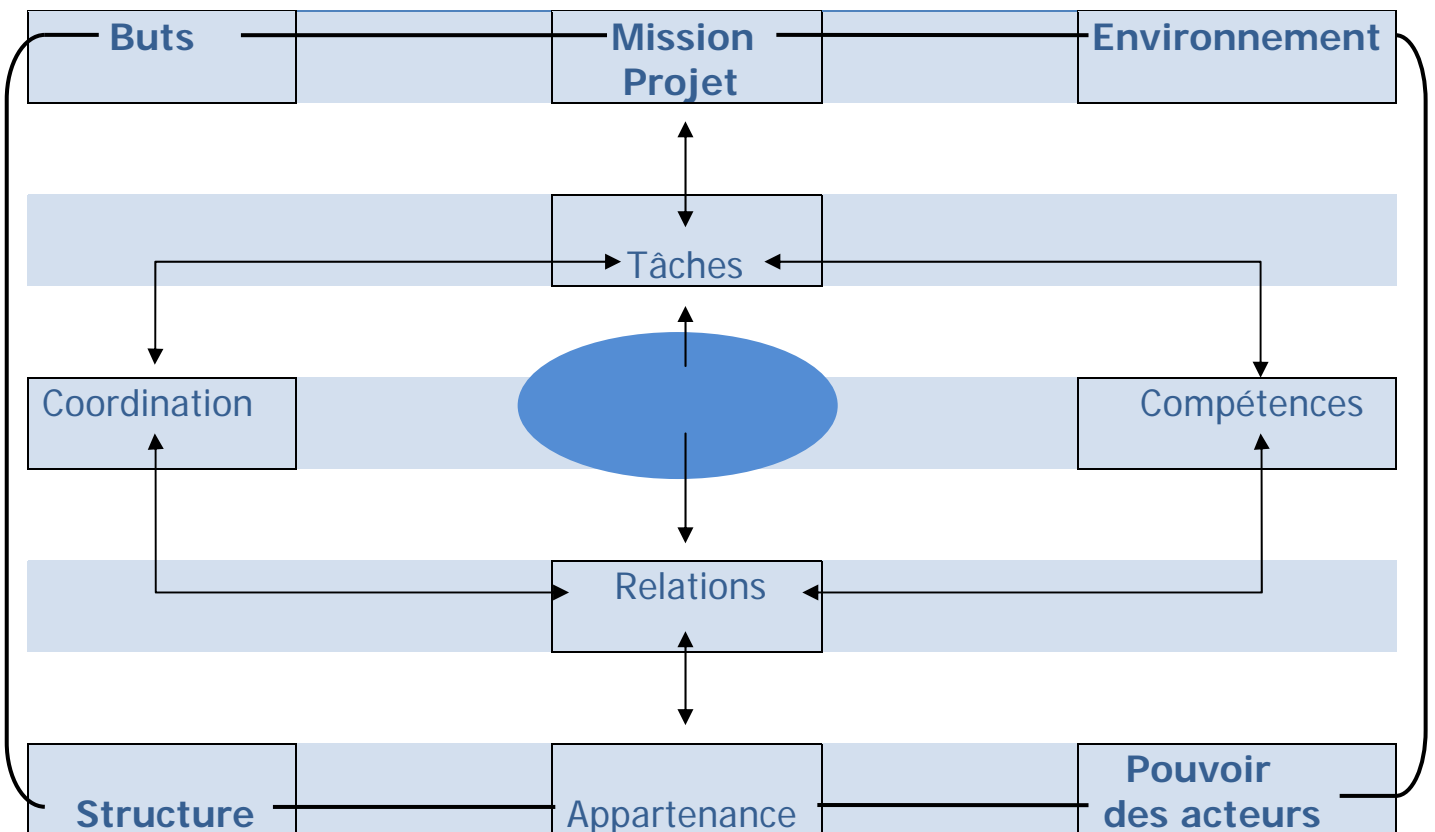 Buts
Mission
Projet
Environnement
Tâches
Coordination
Compétences
Relations
Structure
Appartenance
Pouvoir
des acteurs